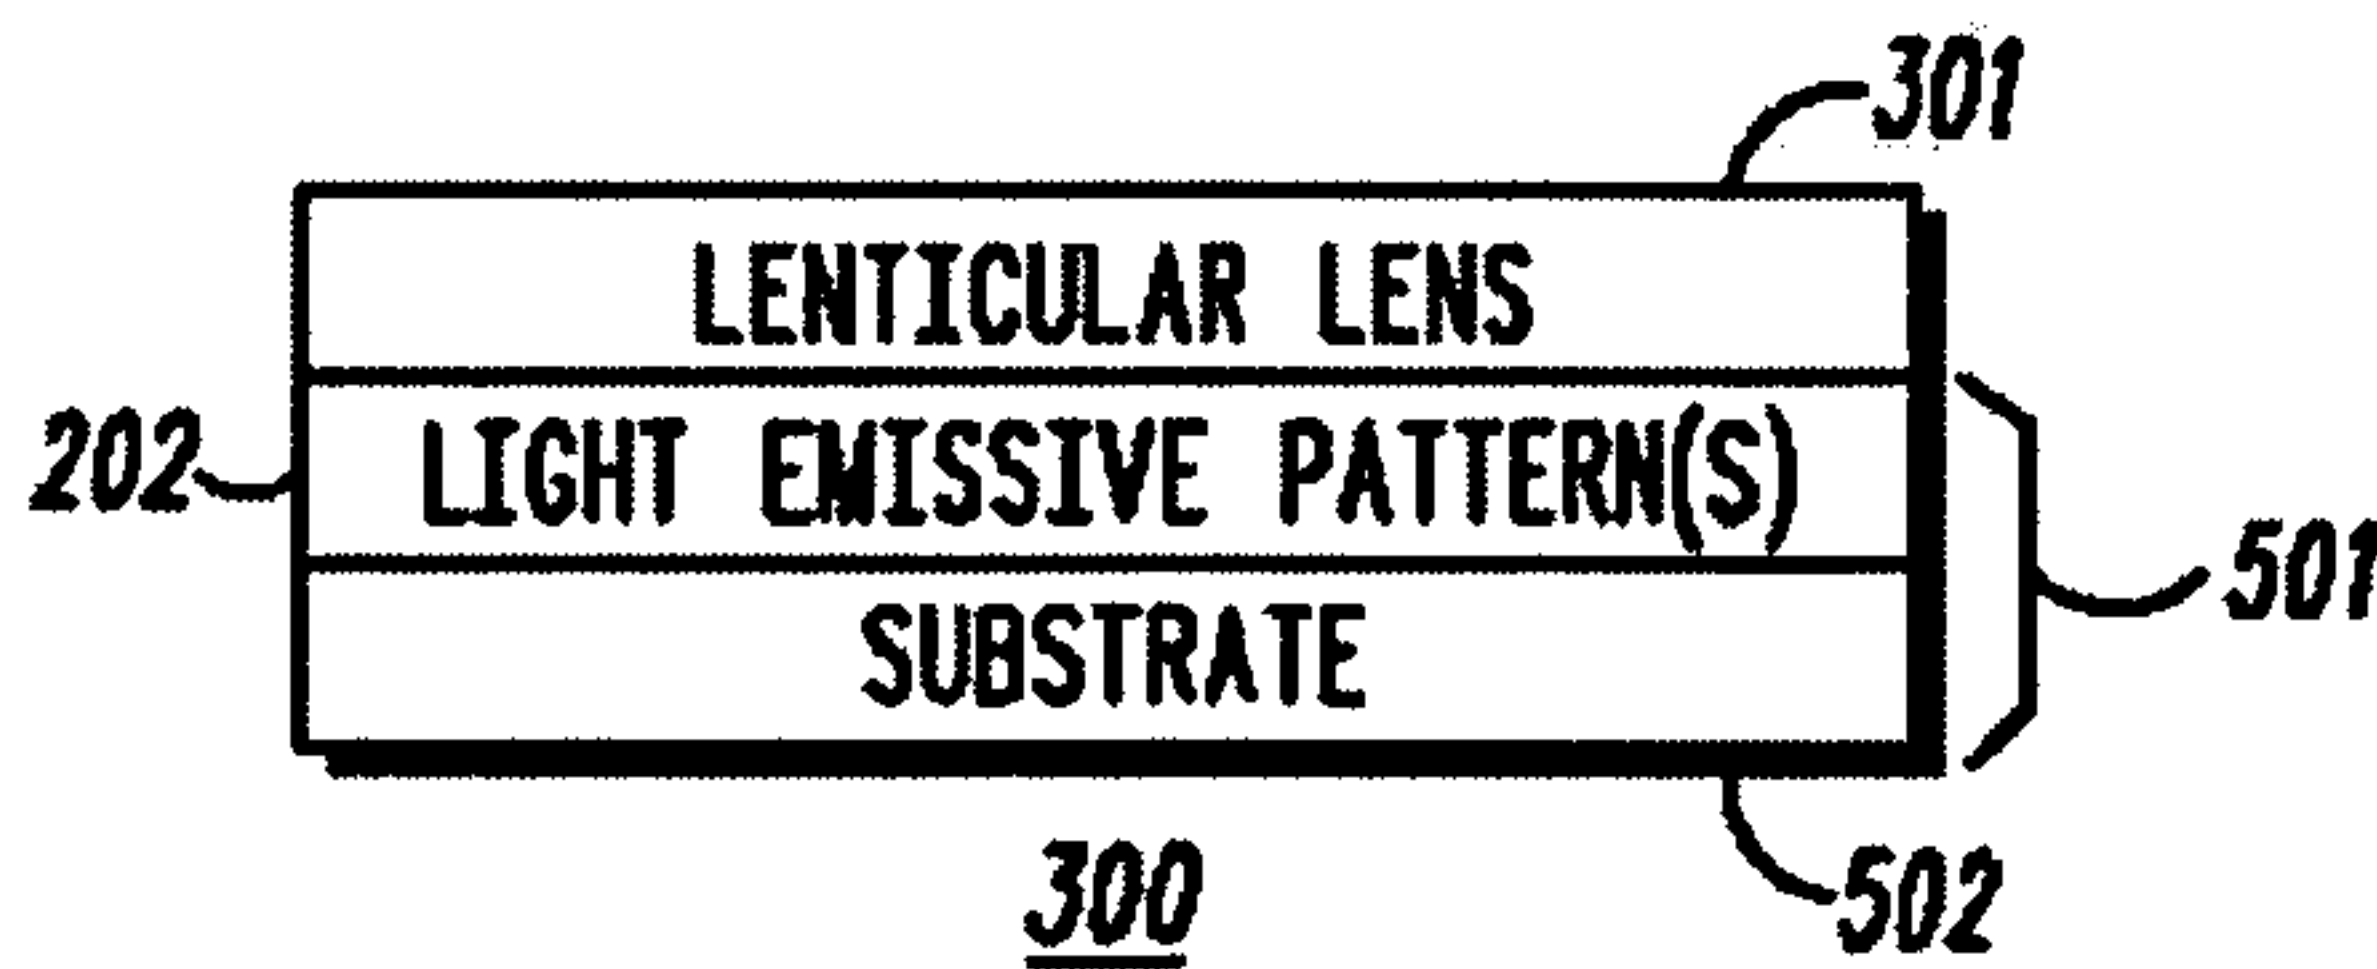 301
LENTICULAR LENS
202
LIGHT EMISSIVE PATTERN(S)
501
SUBSTRATE
300
502